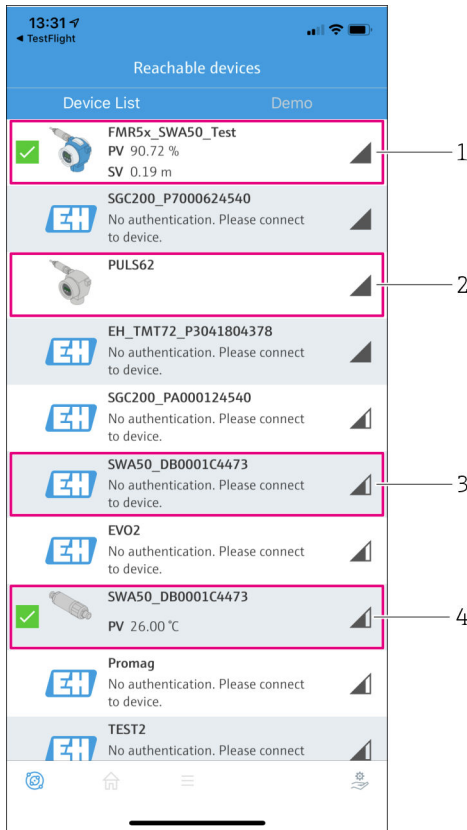 13:31
◄ TestFlight
Reachable devices
Device List
Demo
FMR5x_SWA50_Test
PV 90.72 %
SV 0.19 m
1
SGC200_P7000624540
No authentication. Please connect
to device.
PULS62
2
EH_TMT72_P3041804378
No authentication. Please connect
to device.
SGC200_PA000124540
No authentication. Please connect
to device.
SWA50_DB0001C4473
No authentication. Please connect
to device.
3
EVO2
No authentication. Please connect
to device.
SWA50_DB0001C4473
PV 26.00 °C
4
Promag
No authentication. Please connect
to device.
TEST2
No authentication. Please connect